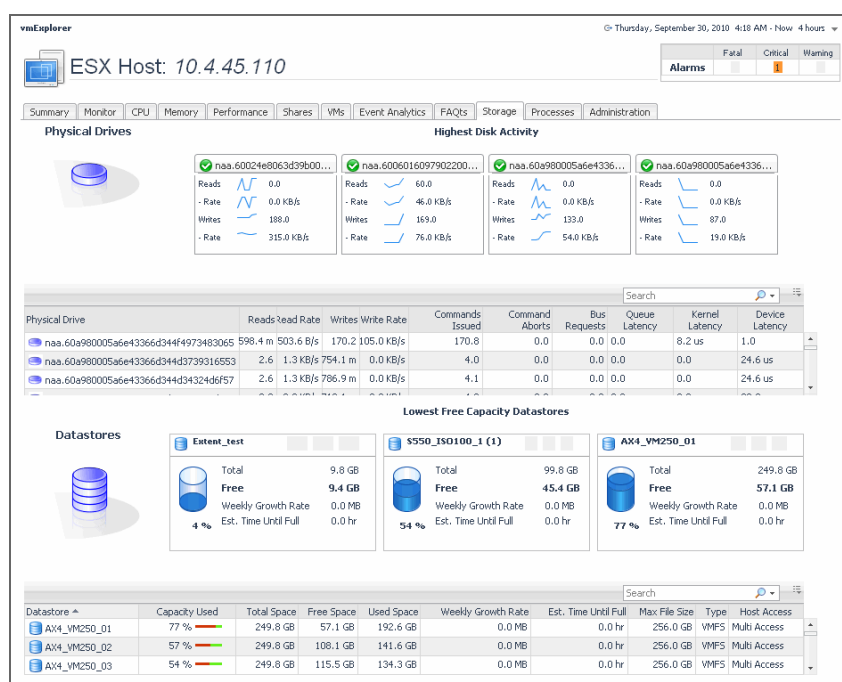 vmExplorer
Thursday, September 30, 2010 4:18 AM - Now 4 hours
ESX Host: 10.4.45.110
Fatal Critical Warning
Alarms 1
Summary Monitor CPU Memory Performance Shares VMs Event Analytics FAQts Storage Processes Administration
Physical Drives
Highest Disk Activity
naa.60024e8063d39b00... naa.6006016097902200... naa.60a980005a6e4336... naa.60a980005a6e4336...
Reads 0.0 Reads 60.0 Reads 0.0 Reads 0.0
- Rate 0.0 KB/s - Rate 46.0 KB/s - Rate 0.0 KB/s - Rate 0.0 KB/s
Writes 188.0 Writes 169.0 Writes 133.0 Writes 87.0
- Rate 315.0 KB/s - Rate 76.0 KB/s - Rate 54.0 KB/s - Rate 19.0 KB/s
Search
Physical Drive Reads Read Rate Writes Write Rate Commands Issued Command Aborts Bus Requests Queue Latency Kernel Latency Device Latency
naa.60a980005a6e43366d344f4973483065 598.4 m 503.6 B/s 170.2 105.0 KB/s 170.8 0.0 0.0 0.0 8.2 us 1.0
naa.60a980005a6e43366d344d3739316553 2.6 1.3 KB/s 754.1 m 0.0 KB/s 4.0 0.0 0.0 0.0 0.0 24.6 us
naa.60a980005a6e43366d344d34324d6f57 2.6 1.3 KB/s 786.9 m 0.0 KB/s 4.1 0.0 0.0 0.0 0.0 24.6 us
Lowest Free Capacity Datastores
Datastores
Extent_test S550_ISO100_1 (1) AX4_VM250_01
Total 9.8 GB Total 99.8 GB Total 249.8 GB
Free 9.4 GB Free 45.4 GB Free 57.1 GB
Weekly Growth Rate 0.0 MB Weekly Growth Rate 0.0 MB Weekly Growth Rate 0.0 MB
4 % Est. Time Until Full 0.0 hr 54 % Est. Time Until Full 0.0 hr 77 % Est. Time Until Full 0.0 hr
Search
Datastore Capacity Used Total Space Free Space Used Space Weekly Growth Rate Est. Time Until Full Max File Size Type Host Access
AX4_VM250_01 77 % 249.8 GB 57.1 GB 192.6 GB 0.0 MB 0.0 hr 256.0 GB VMFS Multi Access
AX4_VM250_02 57 % 249.8 GB 108.1 GB 141.6 GB 0.0 MB 0.0 hr 256.0 GB VMFS Multi Access
AX4_VM250_03 54 % 249.8 GB 115.5 GB 134.3 GB 0.0 MB 0.0 hr 256.0 GB VMFS Multi Access